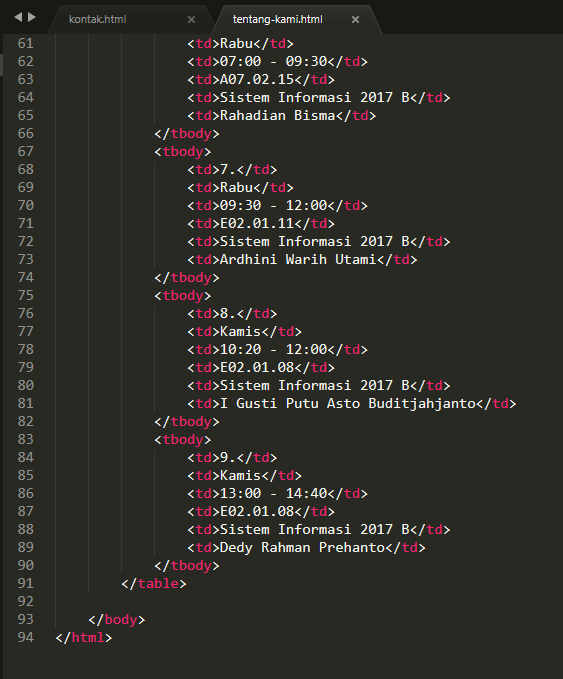 kontak.html × tentang-kami.html ×
61 <td>Rabu</td>
62 <td>07:00 - 09:30</td>
63 <td>A07.02.15</td>
64 <td>Sistem Informasi 2017 B</td>
65 <td>Rahadian Bisma</td>
66 </tbody>
67 <tbody>
68 <td>7.</td>
69 <td>Rabu</td>
70 <td>09:30 - 12:00</td>
71 <td>E02.01.11</td>
72 <td>Sistem Informasi 2017 B</td>
73 <td>Ardhini Warih Utami</td>
74 </tbody>
75 <tbody>
76 <td>8.</td>
77 <td>Kamis</td>
78 <td>10:20 - 12:00</td>
79 <td>E02.01.08</td>
80 <td>Sistem Informasi 2017 B</td>
81 <td>I Gusti Putu Asto Buditjahjanto</td>
82 </tbody>
83 <tbody>
84 <td>9.</td>
85 <td>Kamis</td>
86 <td>13:00 - 14:40</td>
87 <td>E02.01.08</td>
88 <td>Sistem Informasi 2017 B</td>
89 <td>Dedy Rahman Prehanto</td>
90 </tbody>
91 </table>
92
93 </body>
94 </html>